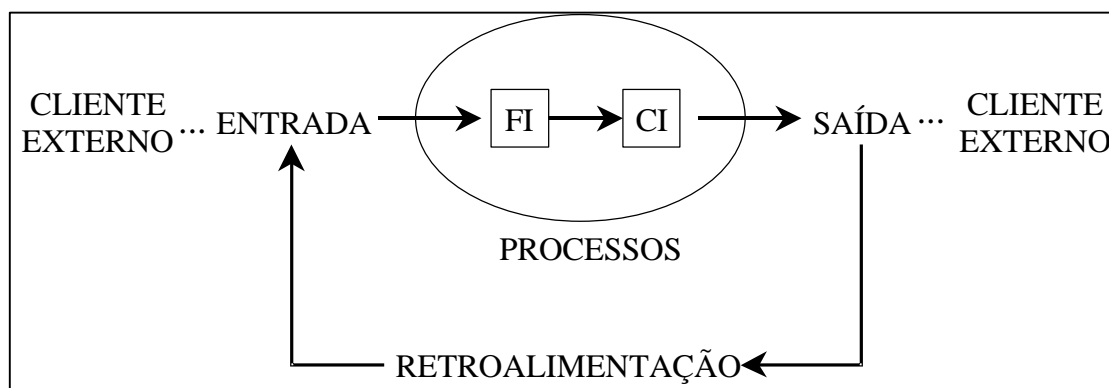 CLIENTE
EXTERNO ... ENTRADA
FI
CI
SAÍDA ... CLIENTE
EXTERNO
PROCESSOS
RETROALIMENTAÇÃO